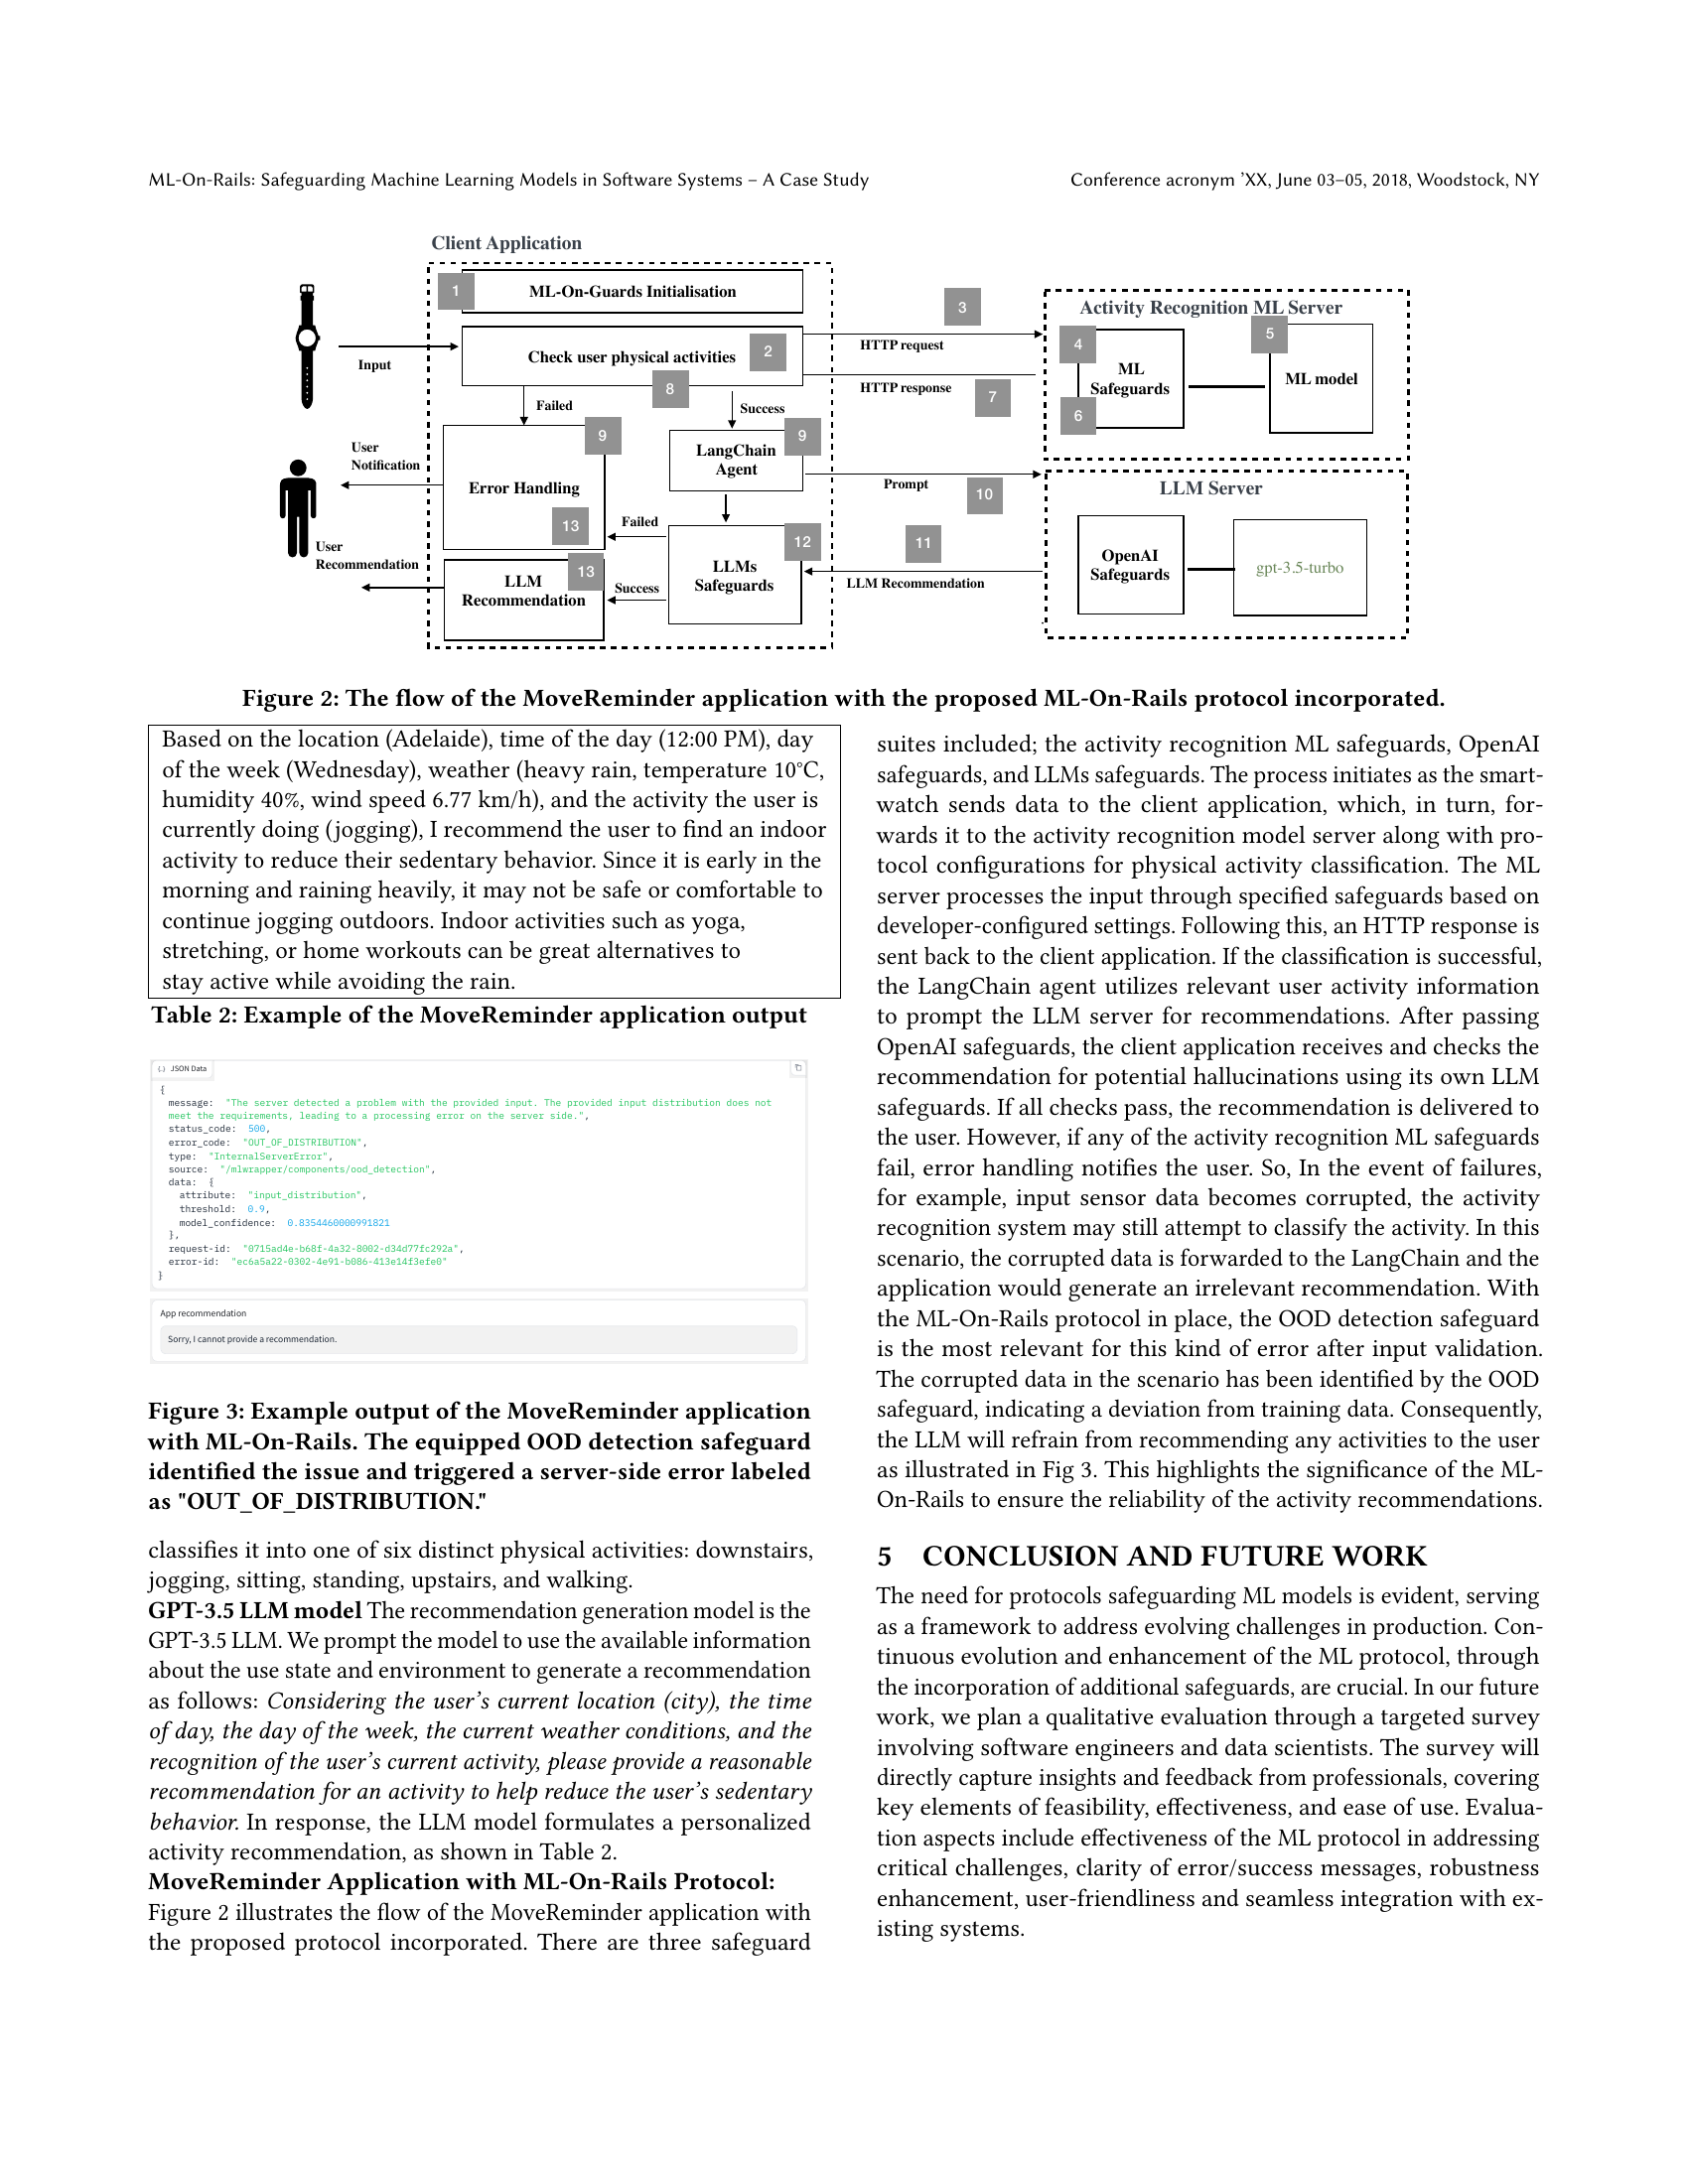 ML-On-Rails: Safeguarding Machine Learning Models in Software Systems – A Case Study
Conference acronym ’XX, June 03–05, 2018, Woodstock, NY
Client Application
1
ML-On-Guards Initialisation
3
Activity Recognition ML Server
Input
Check user physical activities
2
HTTP request
4
5
ML
Safeguards
ML model
8
HTTP response
7
6
Failed
Success
User
Notification
9
LangChain
Agent
9
Error Handling
Prompt
10
LLM Server
13
Failed
12
11
User
Recommendation
LLM
Recommendation
13
Success
LLMs
Safeguards
LLM Recommendation
OpenAI
Safeguards
gpt-3.5-turbo
Figure 2: The flow of the MoveReminder application with the proposed ML-On-Rails protocol incorporated.
Based on the location (Adelaide), time of the day (12:00 PM), day
of the week (Wednesday), weather (heavy rain, temperature 10°C,
humidity 40%, wind speed 6.77 km/h), and the activity the user is
currently doing (jogging), I recommend the user to find an indoor
activity to reduce their sedentary behavior. Since it is early in the
morning and raining heavily, it may not be safe or comfortable to
continue jogging outdoors. Indoor activities such as yoga,
stretching, or home workouts can be great alternatives to
stay active while avoiding the rain.
Table 2: Example of the MoveReminder application output
{.} JSON Data
{
message: "The server detected a problem with the provided input. The provided input distribution does not
meet the requirements, leading to a processing error on the server side.",
status_code: 500,
error_code: "OUT_OF_DISTRIBUTION",
type: "InternalServerError",
source: "/mlwrapper/components/ood_detection",
data: {
attribute: "input_distribution",
threshold: 0.9,
model_confidence: 0.8354460000991821
},
request-id: "0715ad4e-b68f-4a32-8002-d34d77fc292a",
error-id: "ec6a5a22-0302-4e91-b086-413e14f3efe0"
}
App recommendation
Sorry, I cannot provide a recommendation.
Figure 3: Example output of the MoveReminder application
with ML-On-Rails. The equipped OOD detection safeguard
identified the issue and triggered a server-side error labeled
as "OUT_OF_DISTRIBUTION."
classifies it into one of six distinct physical activities: downstairs,
jogging, sitting, standing, upstairs, and walking.
GPT-3.5 LLM model The recommendation generation model is the
GPT-3.5 LLM. We prompt the model to use the available information
about the use state and environment to generate a recommendation
as follows: Considering the user’s current location (city), the time
of day, the day of the week, the current weather conditions, and the
recognition of the user’s current activity, please provide a reasonable
recommendation for an activity to help reduce the user’s sedentary
behavior. In response, the LLM model formulates a personalized
activity recommendation, as shown in Table 2.
MoveReminder Application with ML-On-Rails Protocol:
Figure 2 illustrates the flow of the MoveReminder application with
the proposed protocol incorporated. There are three safeguard
suites included; the activity recognition ML safeguards, OpenAI
safeguards, and LLMs safeguards. The process initiates as the smart-
watch sends data to the client application, which, in turn, for-
wards it to the activity recognition model server along with pro-
tocol configurations for physical activity classification. The ML
server processes the input through specified safeguards based on
developer-configured settings. Following this, an HTTP response is
sent back to the client application. If the classification is successful,
the LangChain agent utilizes relevant user activity information
to prompt the LLM server for recommendations. After passing
OpenAI safeguards, the client application receives and checks the
recommendation for potential hallucinations using its own LLM
safeguards. If all checks pass, the recommendation is delivered to
the user. However, if any of the activity recognition ML safeguards
fail, error handling notifies the user. So, In the event of failures,
for example, input sensor data becomes corrupted, the activity
recognition system may still attempt to classify the activity. In this
scenario, the corrupted data is forwarded to the LangChain and the
application would generate an irrelevant recommendation. With
the ML-On-Rails protocol in place, the OOD detection safeguard
is the most relevant for this kind of error after input validation.
The corrupted data in the scenario has been identified by the OOD
safeguard, indicating a deviation from training data. Consequently,
the LLM will refrain from recommending any activities to the user
as illustrated in Fig 3. This highlights the significance of the ML-
On-Rails to ensure the reliability of the activity recommendations.
5 CONCLUSION AND FUTURE WORK
The need for protocols safeguarding ML models is evident, serving
as a framework to address evolving challenges in production. Con-
tinuous evolution and enhancement of the ML protocol, through
the incorporation of additional safeguards, are crucial. In our future
work, we plan a qualitative evaluation through a targeted survey
involving software engineers and data scientists. The survey will
directly capture insights and feedback from professionals, covering
key elements of feasibility, effectiveness, and ease of use. Evalua-
tion aspects include effectiveness of the ML protocol in addressing
critical challenges, clarity of error/success messages, robustness
enhancement, user-friendliness and seamless integration with ex-
isting systems.